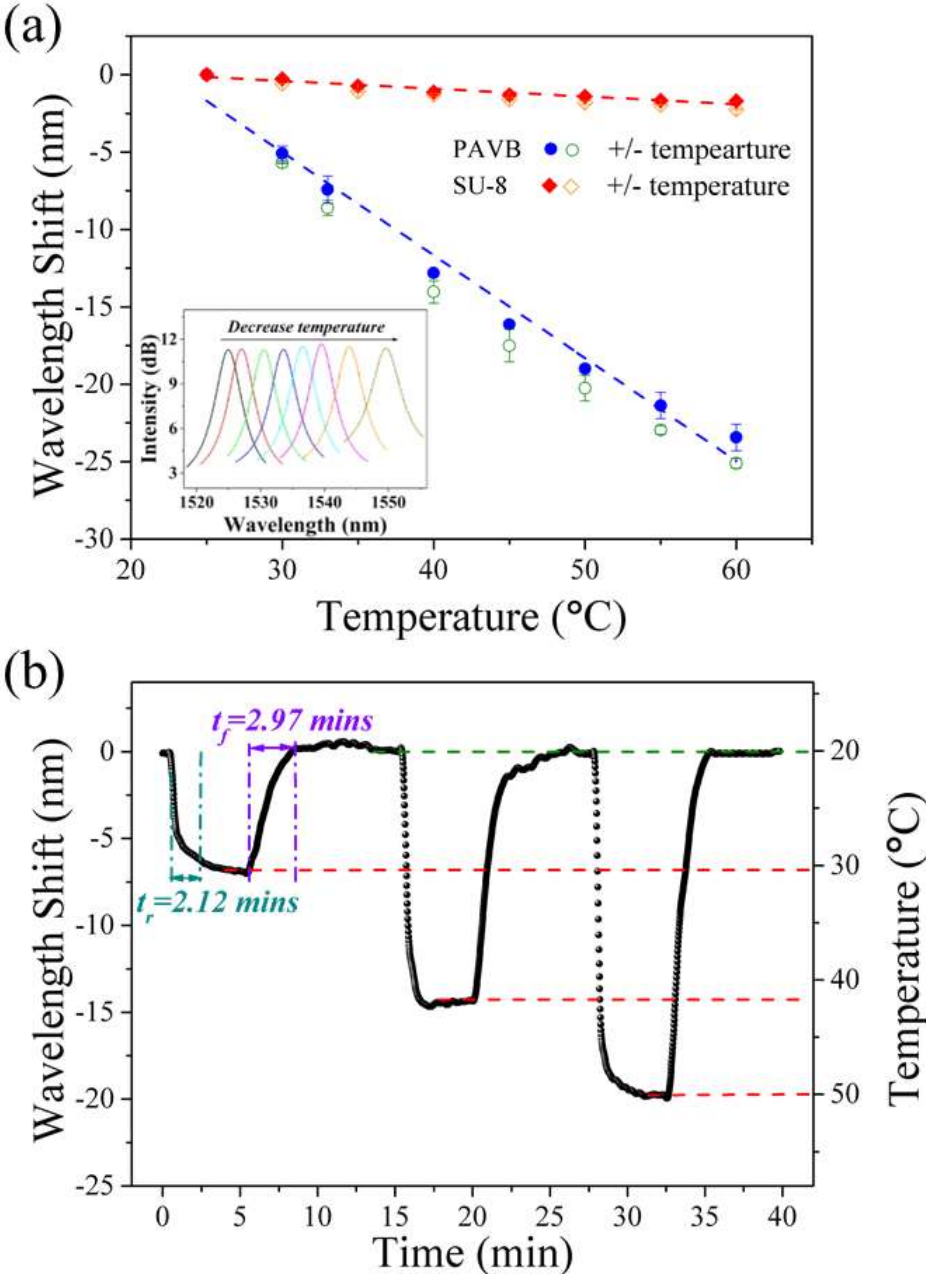 (a)
Wavelength Shift (nm)
0
-5
-10
-15
-20
-25
-30
20
30
40
50
60
Temperature (°C)
PAVB +/- tempearture
SU-8 +/- temperature
Decrease temperature
Intensity (dB)
12
9
6
3
1520
1530
1540
1550
Wavelength (nm)
(b)
Wavelength Shift (nm)
0
-5
-10
-15
-20
-25
t_f=2.97 mins
t_r=2.12 mins
20
30
40
50
Temperature (°C)
0
5
10
15
20
25
30
35
40
Time (min)